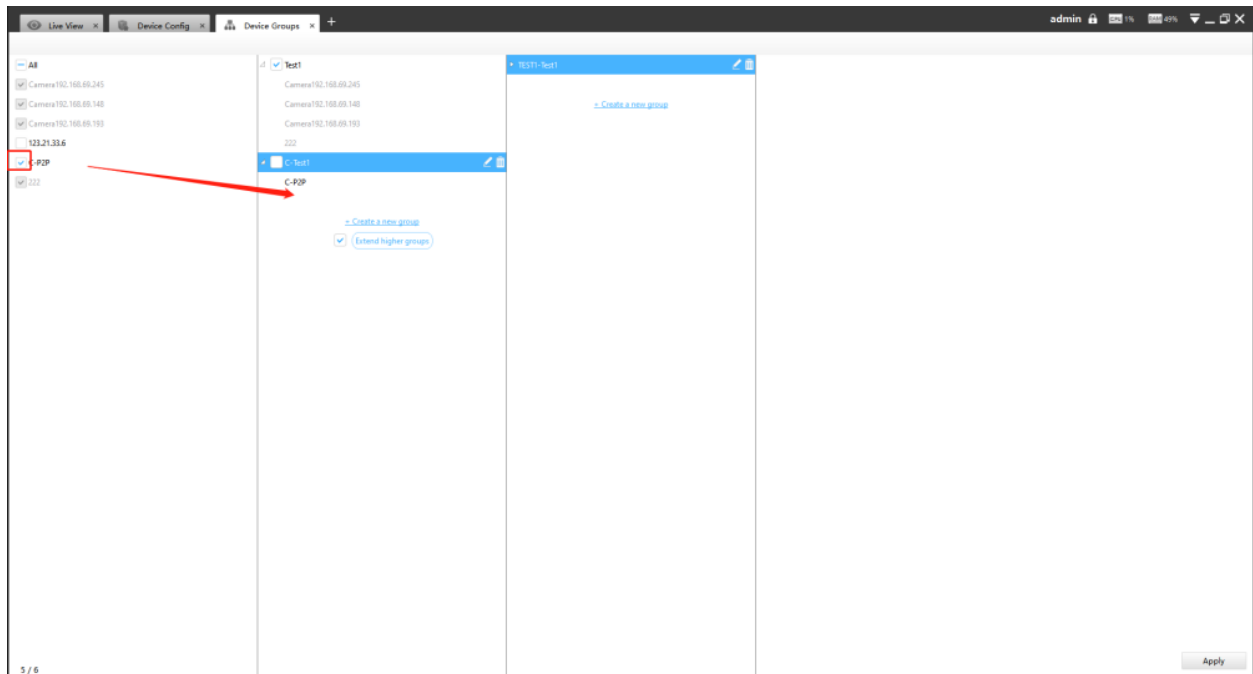 Live View × Device Config × Device Groups × + admin CPU 1% RAM 49%
All
Camera192.168.69.245
Camera192.168.69.148
Camera192.168.69.193
123.21.33.6
C-P2P
222
5 / 6
Test1
Camera192.168.69.245
Camera192.168.69.148
Camera192.168.69.193
222
C-Test1
C-P2P
+ Create a new group
Extend higher groups
TEST1-Test1
+ Create a new group
Apply